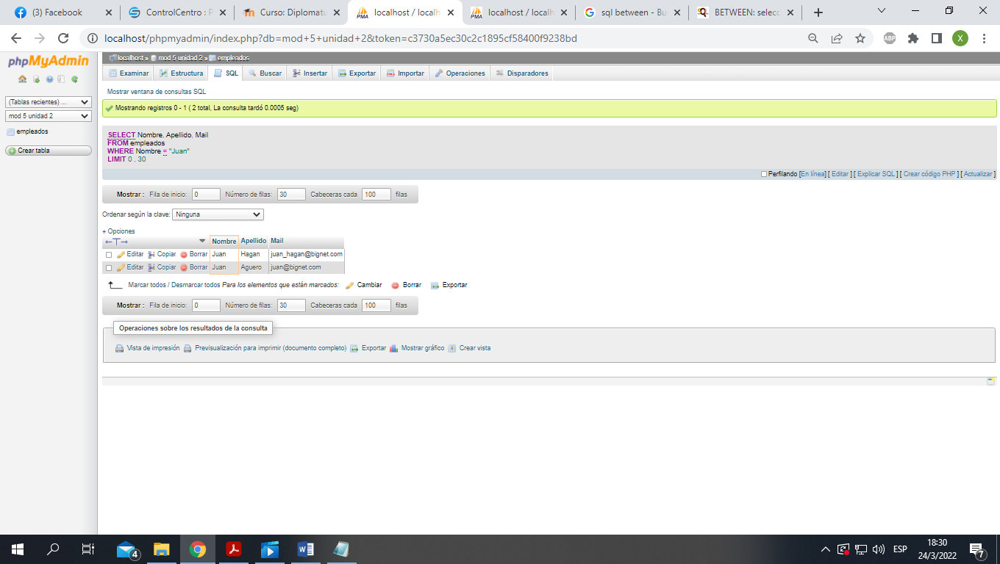 (3) Facebook
ControlCentro : P
Curso: Diplomatu
localhost / localh
localhost / localh
sql between - Bu
BETWEEN: selecc
localhost/phpmyadmin/index.php?db=mod+5+unidad+2&token=c3730a5ec30c2c1895cf58400f9238bd
ABP
X
phpMyAdmin
localhost » mod 5 unidad 2 » empleados
Examinar Estructura SQL Buscar Insertar Exportar Importar Operaciones Disparadores
(Tablas recientes) ...
mod 5 unidad 2
empleados
Crear tabla
Mostrar ventana de consultas SQL
Mostrando registros 0 - 1 ( 2 total, La consulta tardó 0.0005 seg)
SELECT Nombre, Apellido, Mail
FROM empleados
WHERE Nombre = "Juan"
LIMIT 0 , 30
Perfilando [En línea] [ Editar ] [ Explicar SQL ] [ Crear código PHP ] [ Actualizar ]
Mostrar : Fila de inicio: 0 Número de filas: 30 Cabeceras cada 100 filas
Ordenar según la clave: Ninguna
+ Opciones
←T→ Nombre Apellido Mail
Editar Copiar Borrar Juan Hagan juan_hagan@bignet.com
Editar Copiar Borrar Juan Aguero juan@bignet.com
Marcar todos / Desmarcar todos Para los elementos que están marcados: Cambiar Borrar Exportar
Mostrar : Fila de inicio: 0 Número de filas: 30 Cabeceras cada 100 filas
Operaciones sobre los resultados de la consulta
Vista de impresión Previsualización para imprimir (documento completo) Exportar Mostrar gráfico Crear vista
4
ESP
18:30
24/3/2022
7